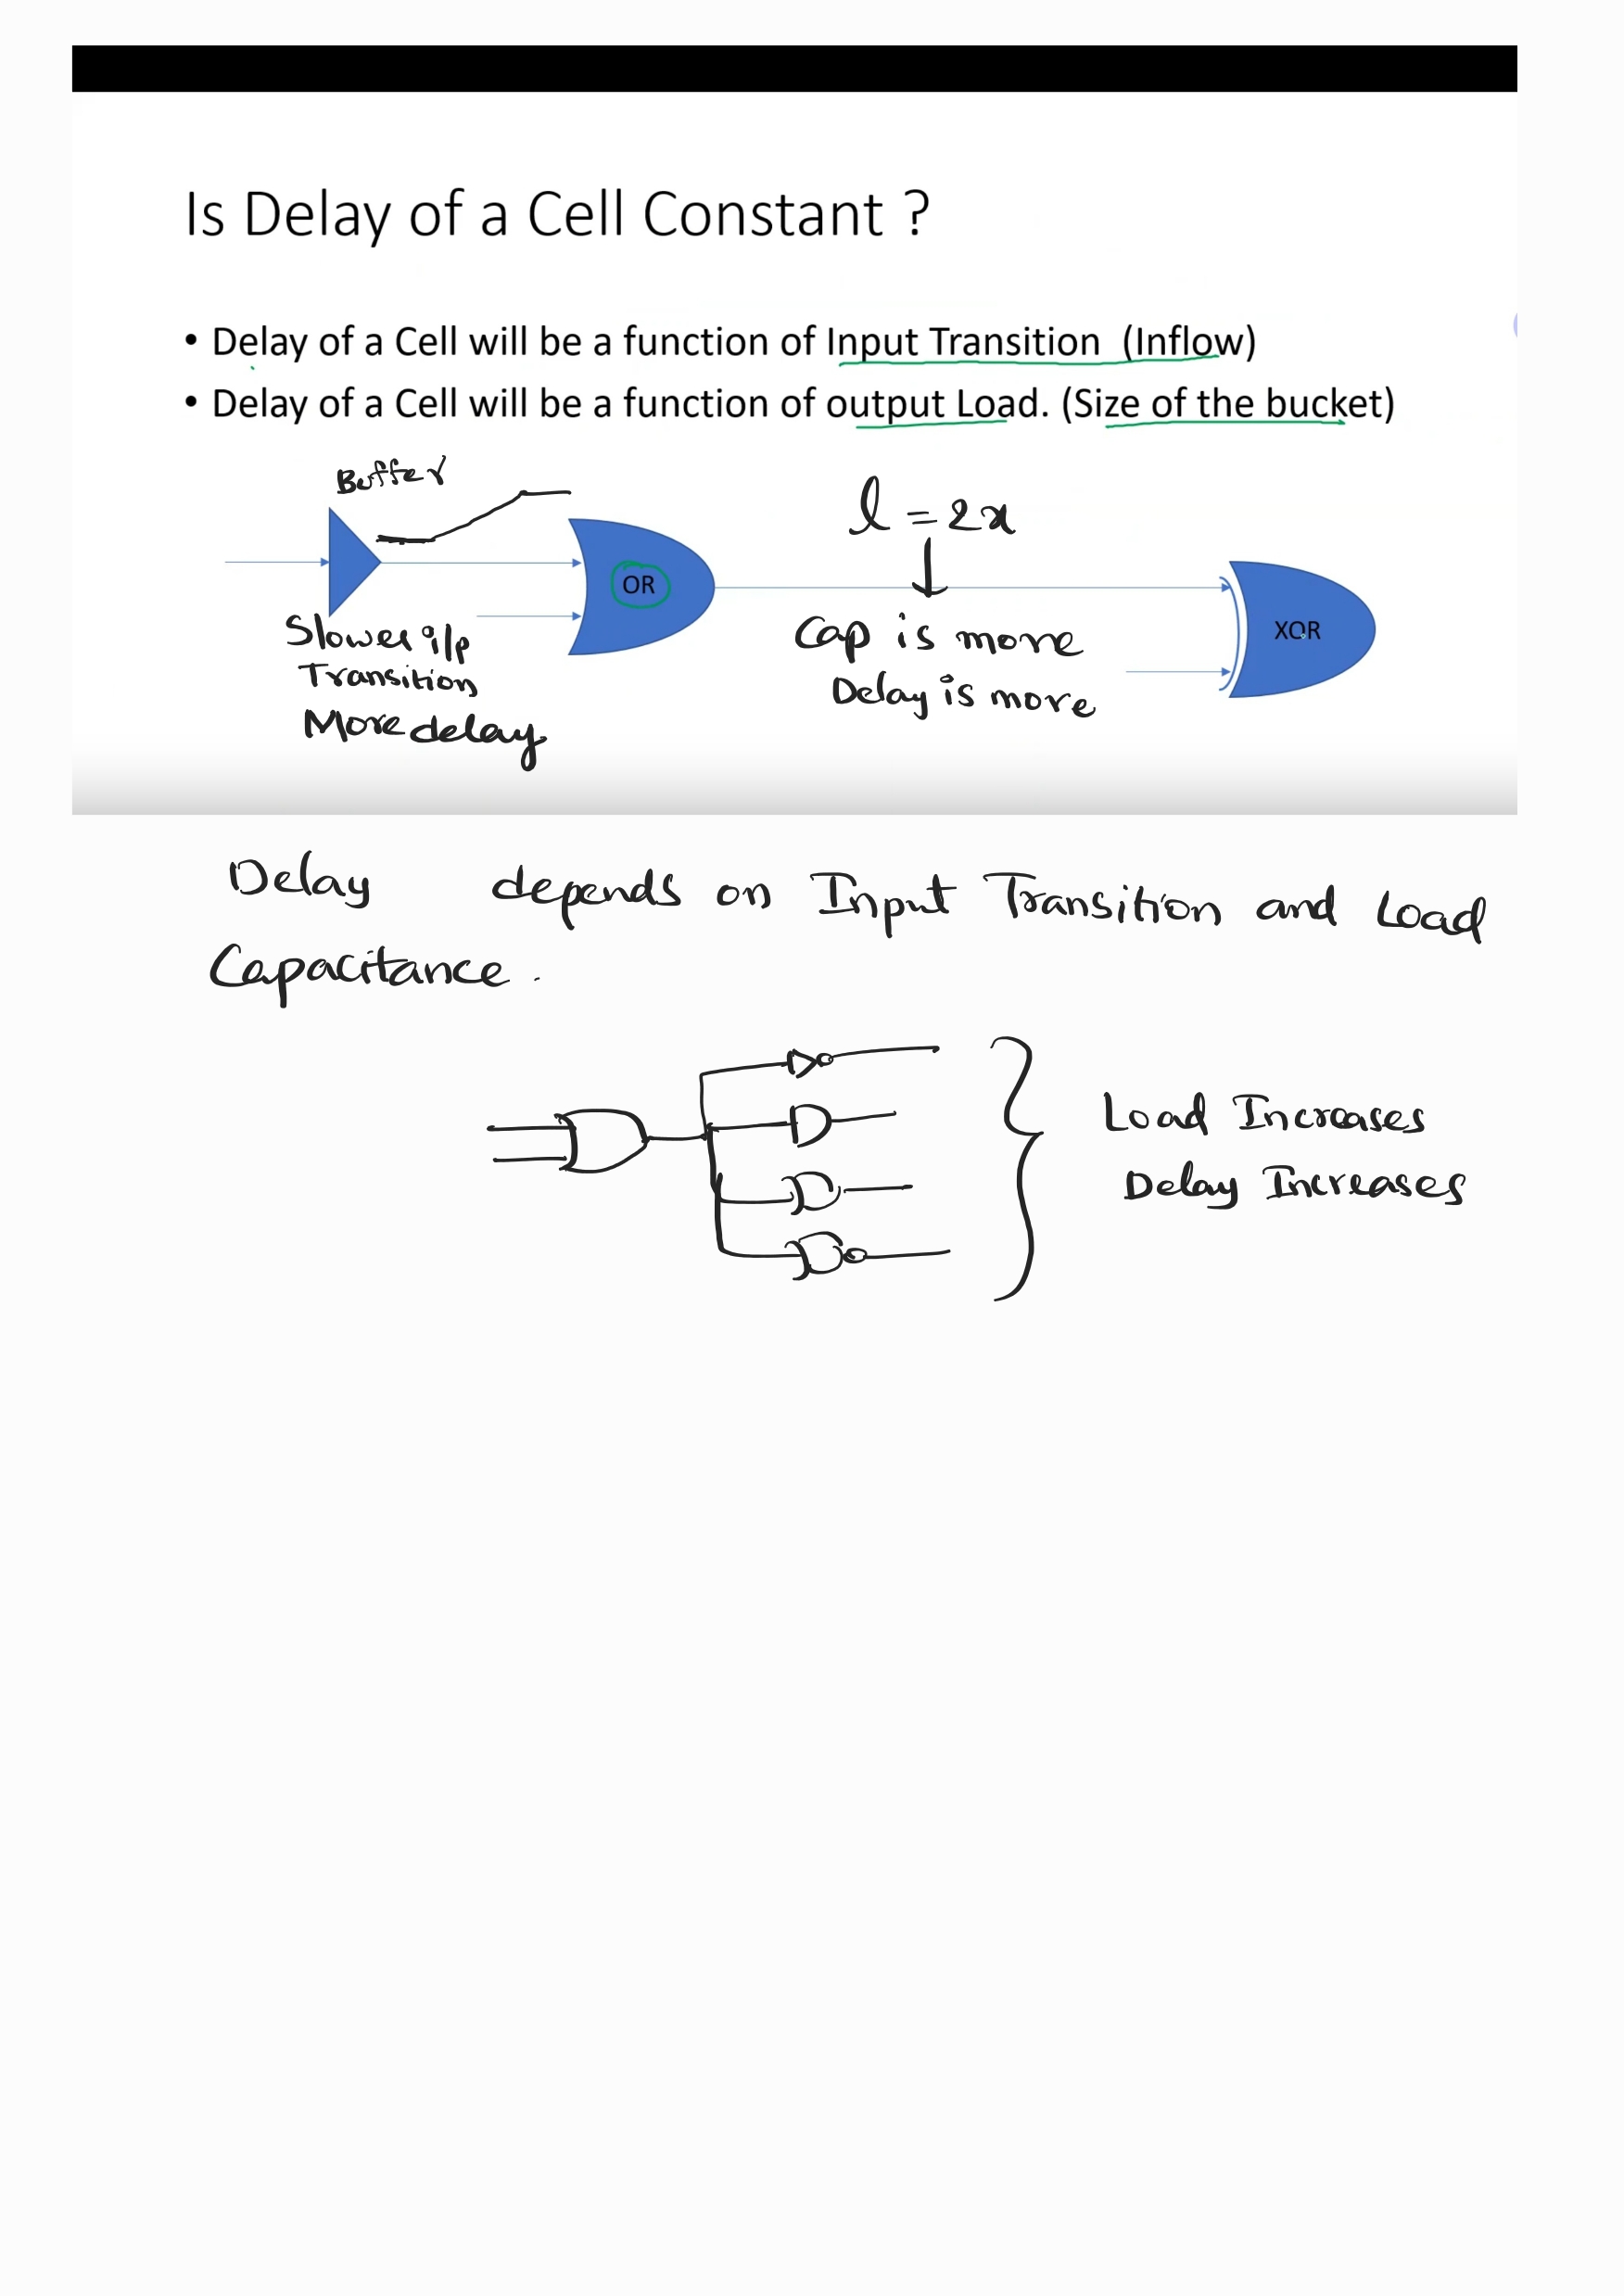 Is Delay of a Cell Constant ?
• Delay of a Cell will be a function of Input Transition (Inflow)
• Delay of a Cell will be a function of output Load. (Size of the bucket)
Buffer
l = 2x
OR
XOR
Slower i/p
Transition
More delay
Cap is more
Delay is more
Delay depends on Input Transition and Load
Capacitance.
Load Increases
Delay Increases